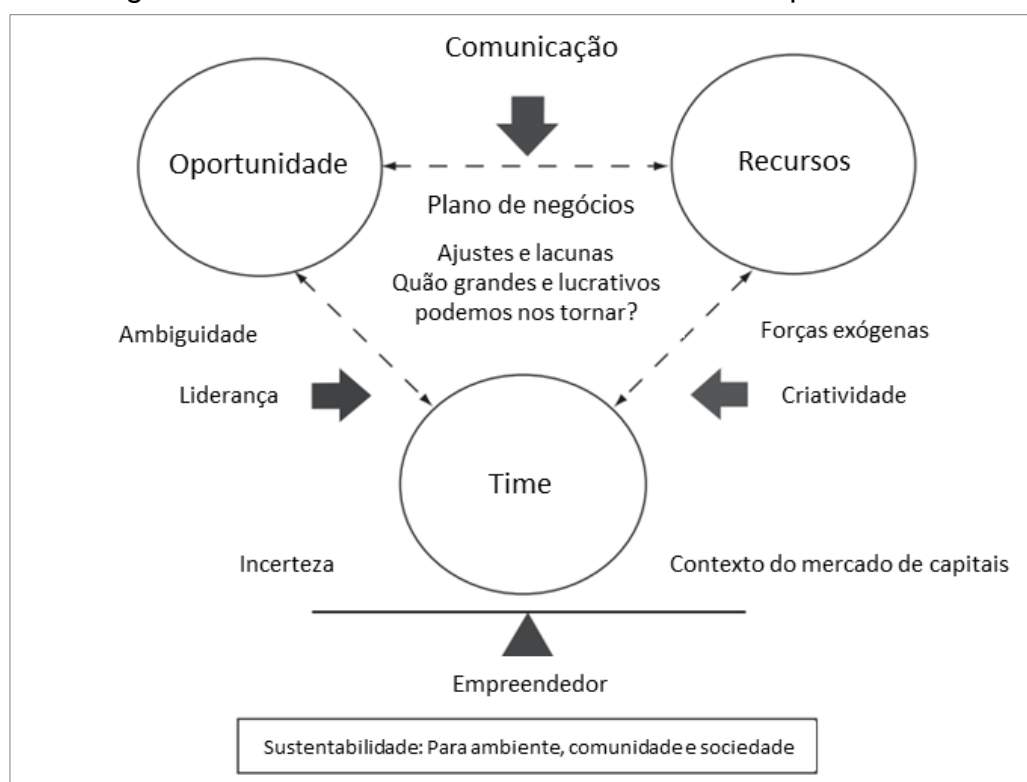 Comunicação
Oportunidade
Recursos
Plano de negócios
Ajustes e lacunas
Quão grandes e lucrativos
podemos nos tornar?
Ambiguidade
Forças exógenas
Liderança
Criatividade
Time
Incerteza
Contexto do mercado de capitais
Empreendedor
Sustentabilidade: Para ambiente, comunidade e sociedade